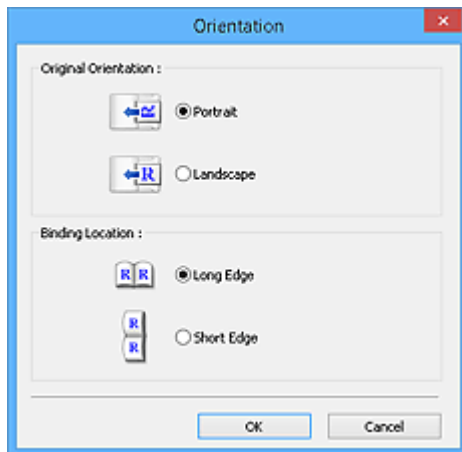 Orientation
Original Orientation :
R
Portrait
R
Landscape
Binding Location :
R R
Long Edge
R
R
Short Edge
OK
Cancel